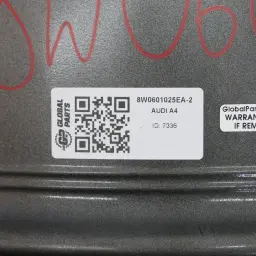 8W0601025EA-2
AUDI A4
ID: 7336
GLOBAL
PARTS
GlobalPar
WARRAN
IF REM